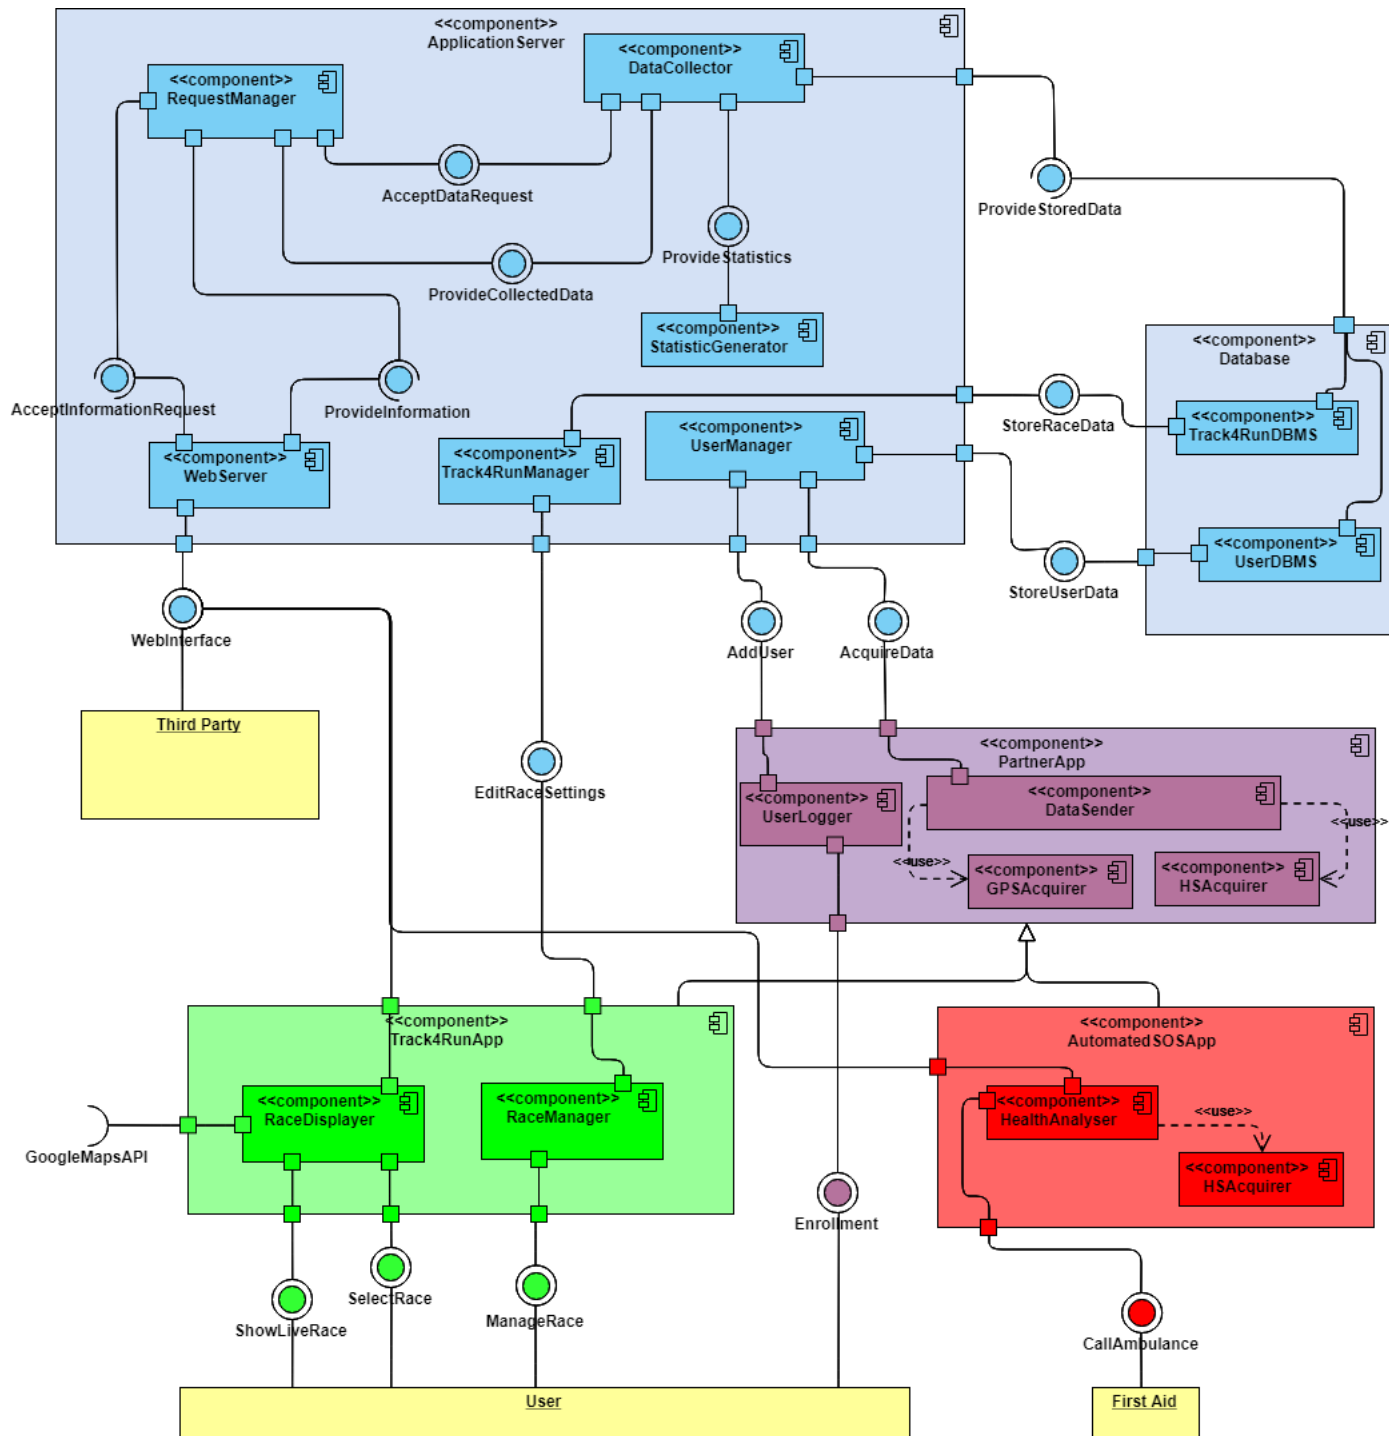 <<component>>
ApplicationServer
<<component>>
DataCollector
<<component>>
RequestManager
AcceptDataRequest
ProvideStoredData
ProvideStatistics
ProvideCollectedData
<<component>>
StatisticGenerator
<<component>>
Database
AcceptInformationRequest
ProvideInformation
StoreRaceData
<<component>>
Track4RunDBMS
<<component>>
UserManager
<<component>>
WebServer
<<component>>
Track4RunManager
<<component>>
UserDBMS
StoreUserData
WebInterface
AddUser
AcquireData
Third Party
<<component>>
PartnerApp
EditRaceSettings
<<component>>
UserLogger
<<component>>
DataSender
<<use>>
<<use>>
<<component>>
GPSAcquirer
<<component>>
HSAcquirer
<<component>>
Track4RunApp
<<component>>
AutomatedSOSApp
<<component>>
RaceDisplayer
<<component>>
RaceManager
<<component>>
HealthAnalyser
<<use>>
GoogleMapsAPI
<<component>>
HSAcquirer
Enrollment
SelectRace
ShowLiveRace
ManageRace
CallAmbulance
User
First Aid